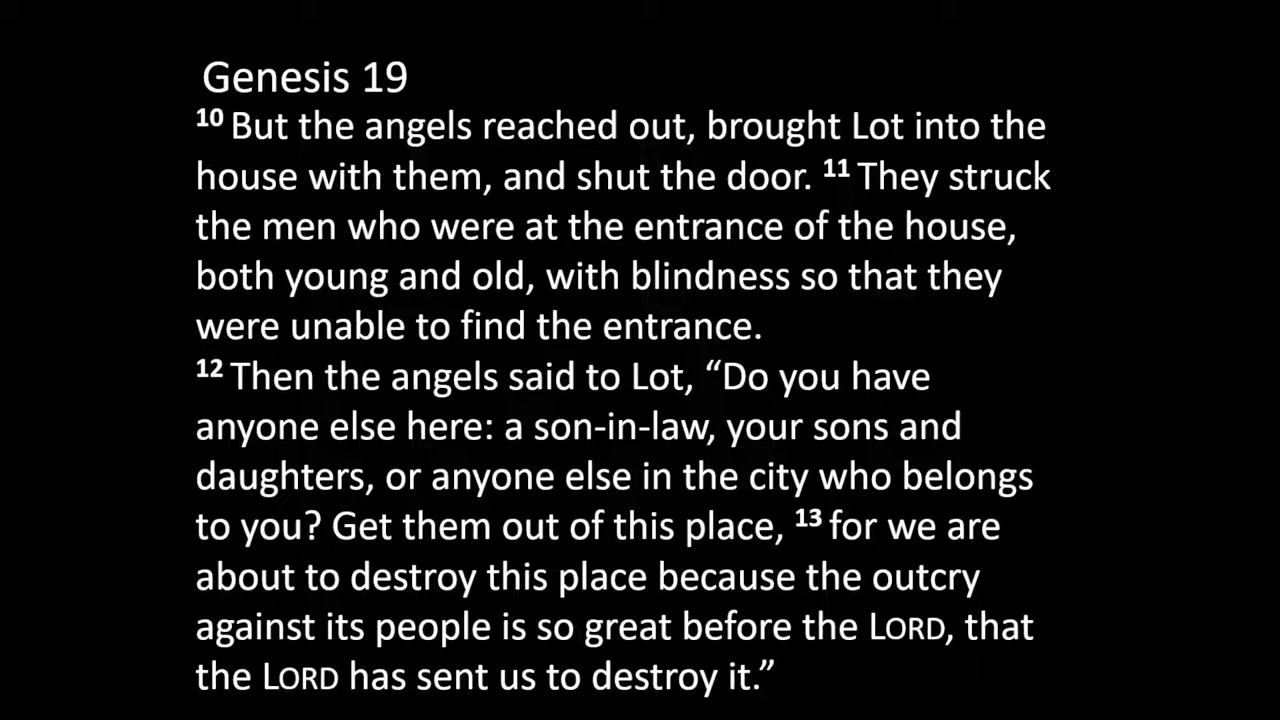 Genesis 19
10 But the angels reached out, brought Lot into the
house with them, and shut the door. 11 They struck
the men who were at the entrance of the house,
both young and old, with blindness so that they
were unable to find the entrance.
12 Then the angels said to Lot, “Do you have
anyone else here: a son-in-law, your sons and
daughters, or anyone else in the city who belongs
to you? Get them out of this place, 13 for we are
about to destroy this place because the outcry
against its people is so great before the LORD, that
the LORD has sent us to destroy it.”